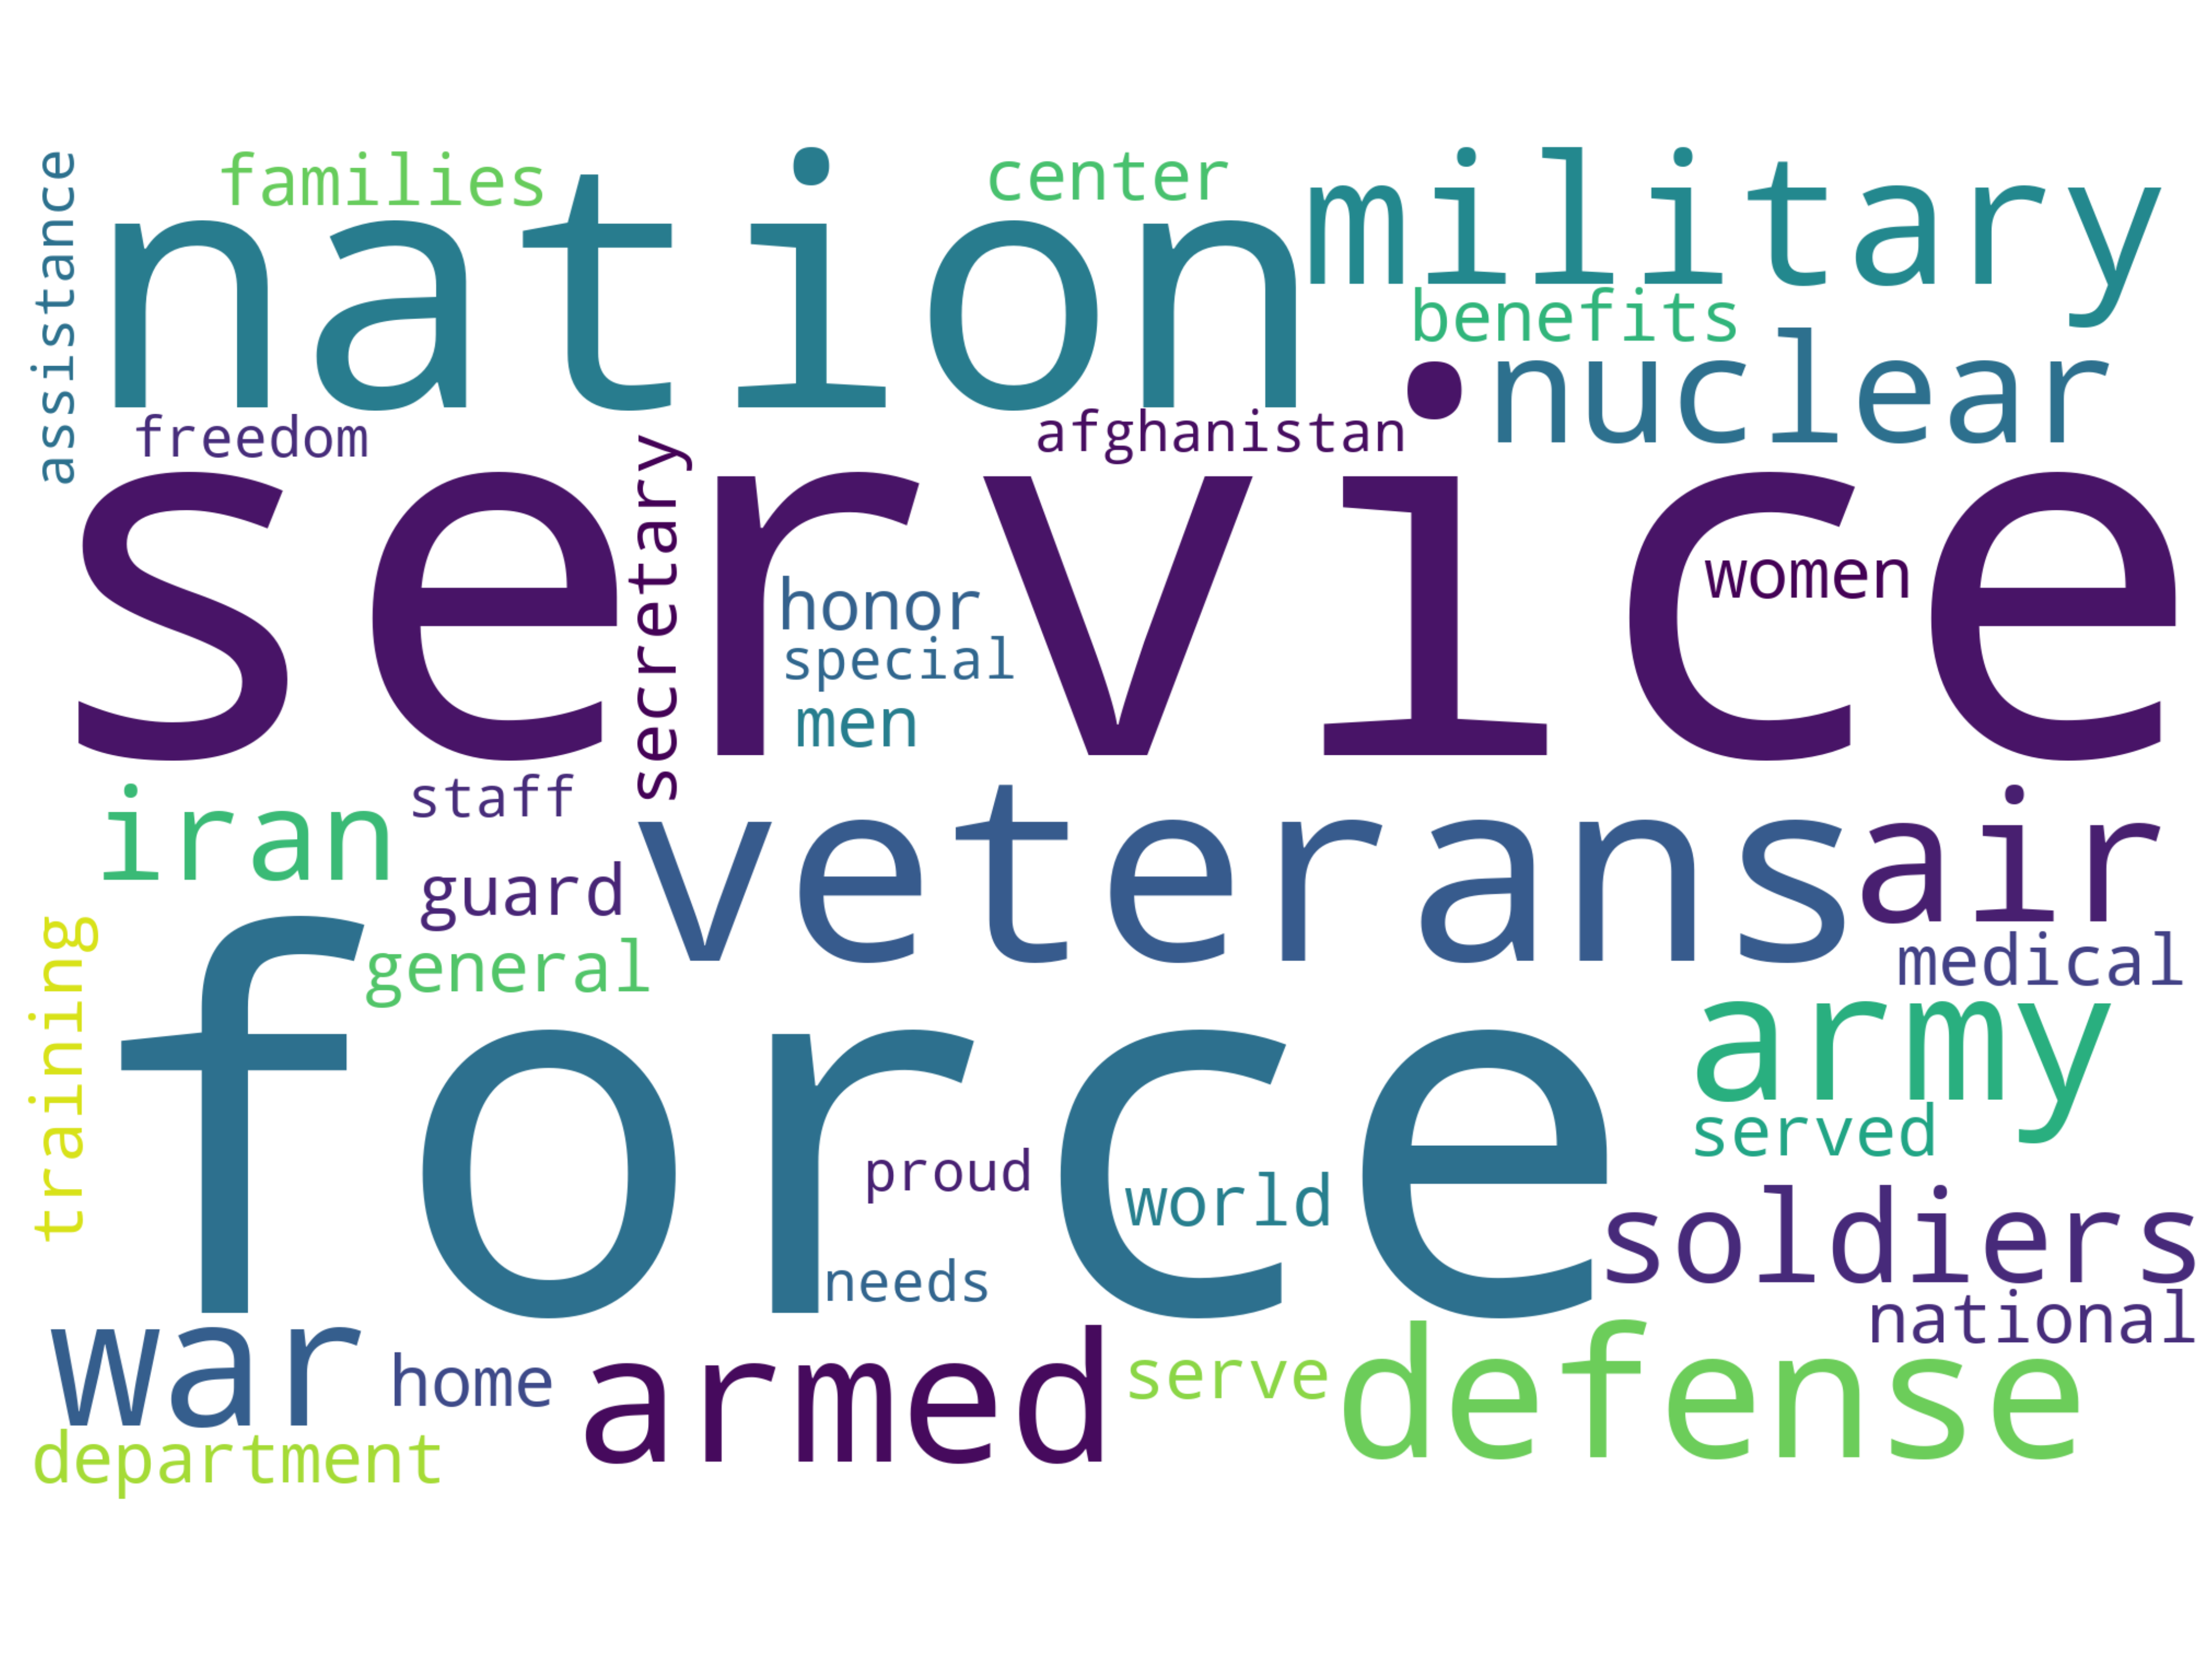 families
center
military
assistance
nation
benefits
nuclear
freedom
afghanistan
secretary
service
women
honor
special
men
staff
iran
veterans
air
guard
general
medical
training
force
army
served
proud
world
soldiers
needs
national
war
home
armed
serve
defense
department